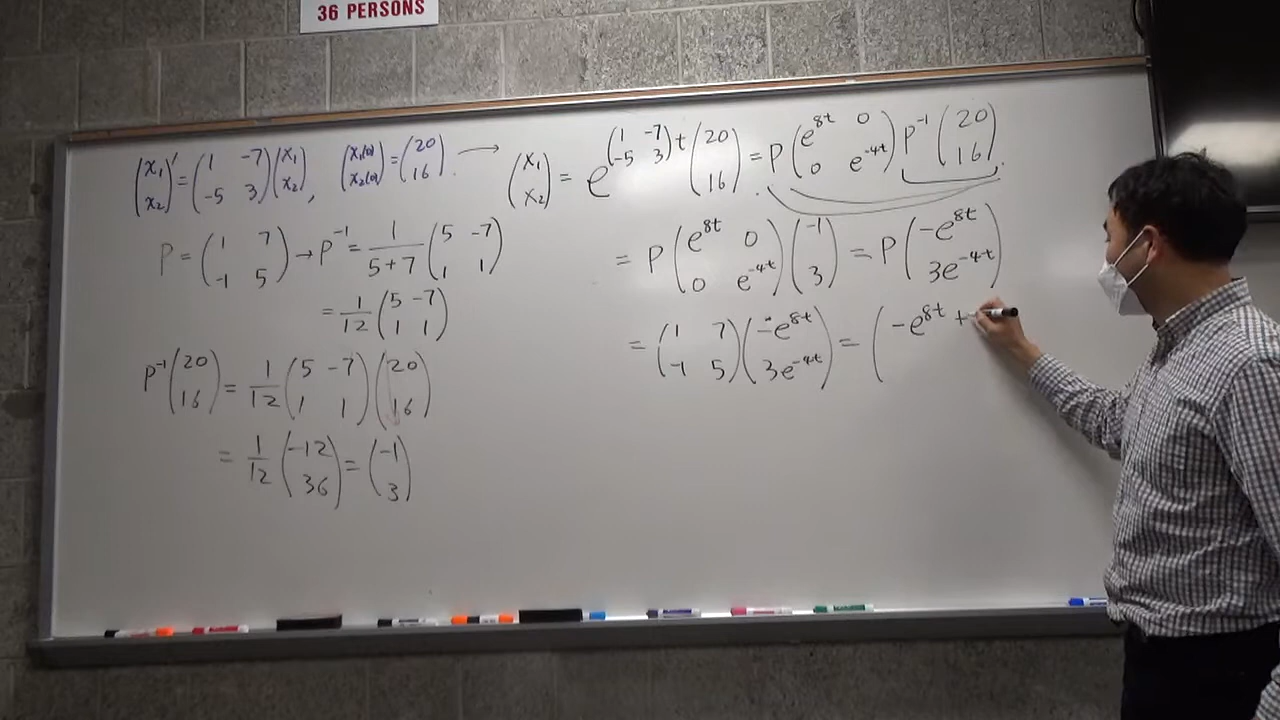 36 PERSONS
(x₁ x₂)′ = (1 -7; -5 3)(x₁ x₂), (x₁(0) x₂(0)) = (20 16). → (x₁ x₂) = e^((1 -7; -5 3)t) (20 16) = P(e^8t 0; 0 e^-4t) P⁻¹ (20 16).
P = (1 7; -1 5) → P⁻¹ = 1/(5+7) (5 -7; 1 1)
= 1/12 (5 -7; 1 1)
P⁻¹(20 16) = 1/12 (5 -7; 1 1)(20 16)
= 1/12 (-12 36) = (-1 3)
= P(e^8t 0; 0 e^-4t)(-1 3) = P(-e^8t 3e^-4t)
= (1 7; -1 5)(-e^8t 3e^-4t) = (-e^8t +